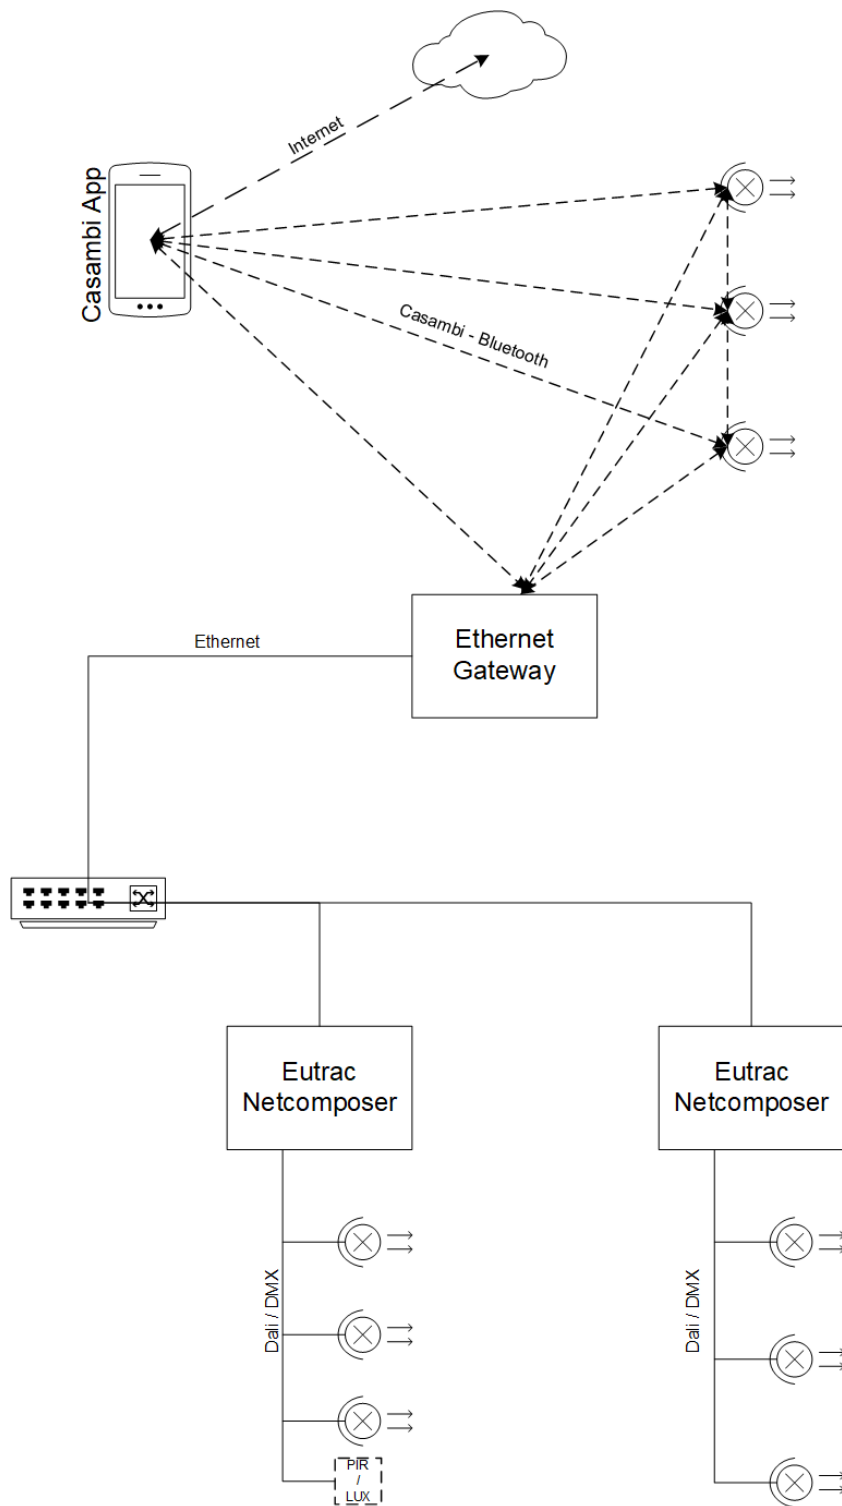 Internet
Casambi App
Casambi - Bluetooth
Ethernet
Gateway
Ethernet
Eutrac
Netcomposer
Eutrac
Netcomposer
Dali / DMX
Dali / DMX
PIR
/
LUX